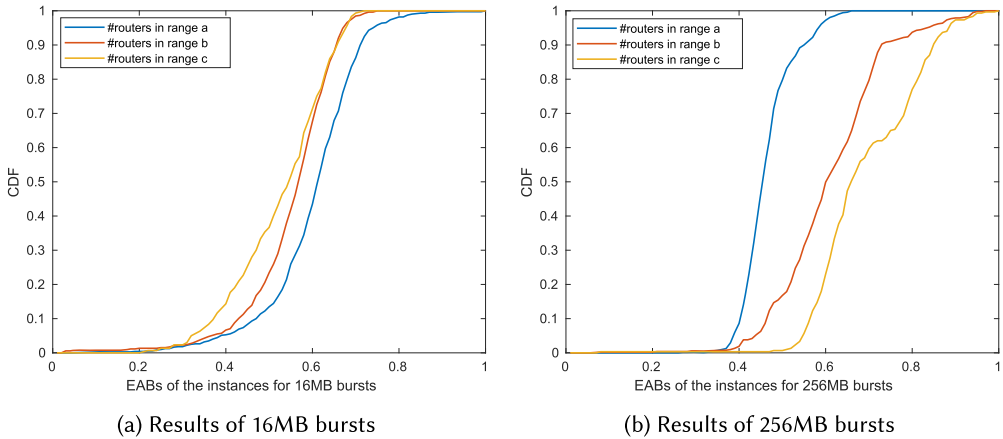 #routers in range a
#routers in range b
#routers in range c
1
0.9
0.8
0.7
0.6
0.5
0.4
0.3
0.2
0.1
0
CDF
0 0.2 0.4 0.6 0.8 1
EABs of the instances for 16MB bursts
(a) Results of 16MB bursts
#routers in range a
#routers in range b
#routers in range c
1
0.9
0.8
0.7
0.6
0.5
0.4
0.3
0.2
0.1
0
CDF
0 0.2 0.4 0.6 0.8 1
EABs of the instances for 256MB bursts
(b) Results of 256MB bursts